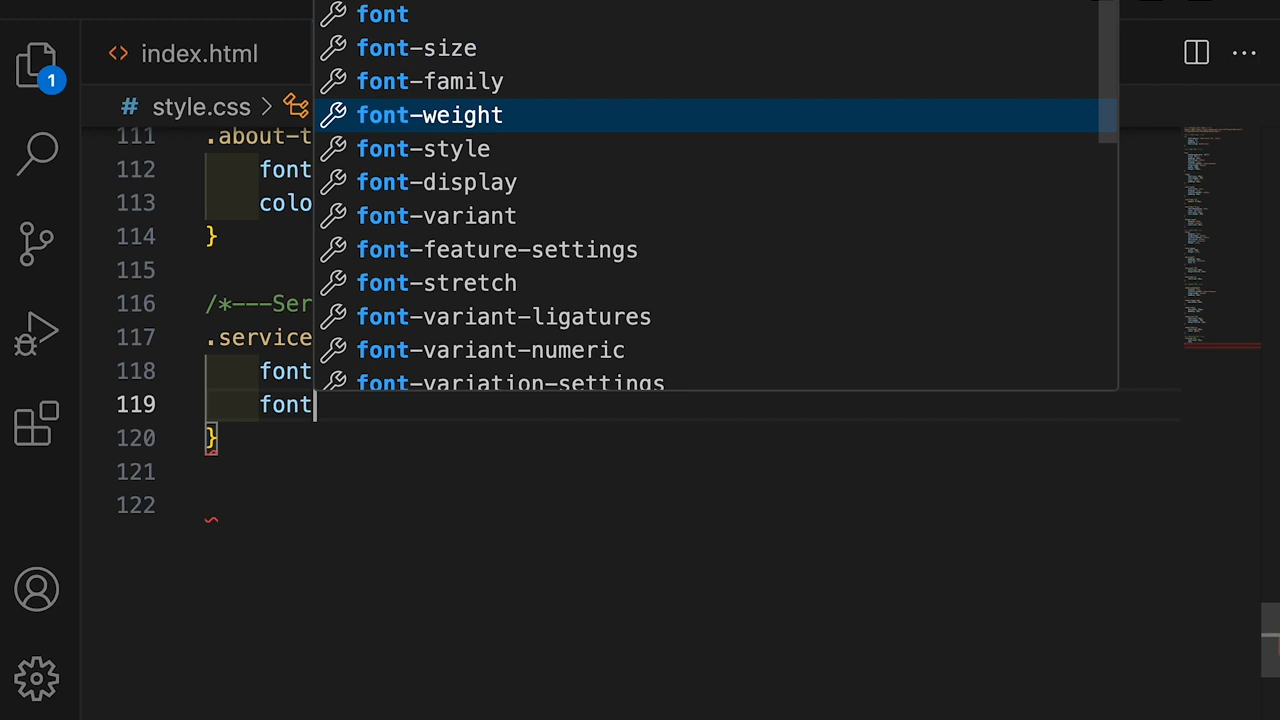 font
index.html
font-size
font-family
1
# style.css >
font-weight
111 .about-t
font-style
112 font
font-display
113 colo
font-variant
114 }
font-feature-settings
115
font-stretch
116 /*---Ser
font-variant-ligatures
117 .service
font-variant-numeric
118 font
font-variation-settings
119 font
120 }
121
122